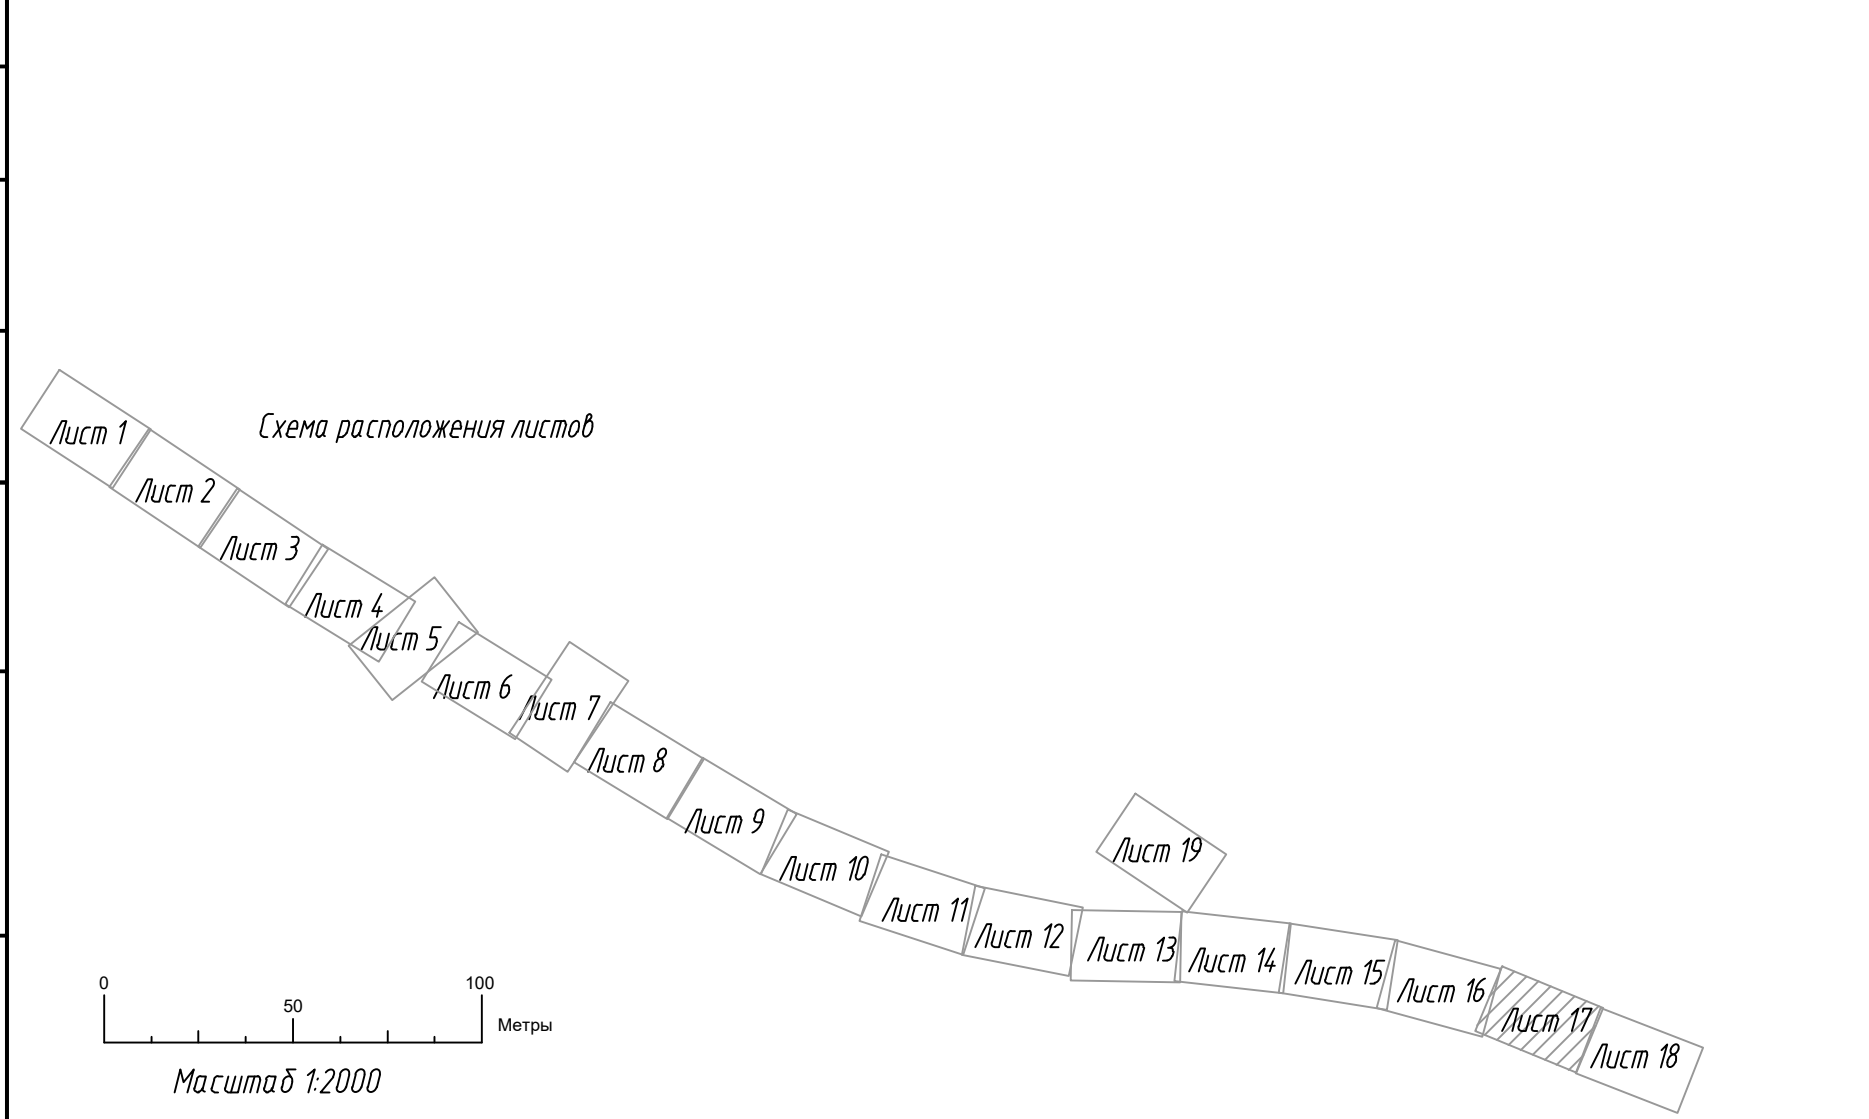 Схема расположения листов
Лист 1
Лист 2
Лист 3
Лист 4
Лист 5
Лист 6
Лист 7
Лист 8
Лист 9
Лист 10
Лист 11
Лист 12
Лист 13
Лист 14
Лист 15
Лист 16
Лист 17
Лист 18
Лист 19
0
50
100
Метры
Масштаб 1:2000